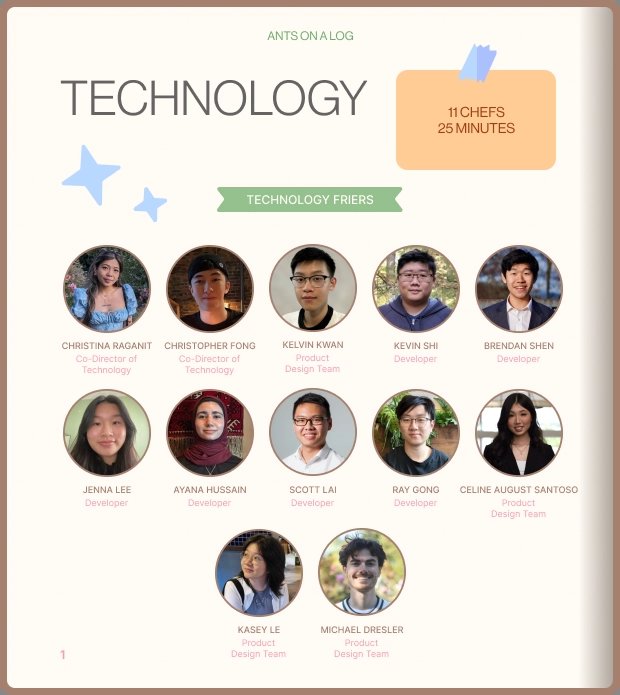 ANTS ON A LOG
TECHNOLOGY
11 CHEFS
25 MINUTES
TECHNOLOGY FRIERS
CHRISTINA RAGANIT
Co-Director of
Technology
CHRISTOPHER FONG
Co-Director of
Technology
KELVIN KWAN
Product
Design Team
KEVIN SHI
Developer
BRENDAN SHEN
Developer
JENNA LEE
Developer
AYANA HUSSAIN
Developer
SCOTT LAI
Developer
RAY GONG
Developer
CELINE AUGUST SANTOSO
Product
Design Team
KASEY LE
Product
Design Team
MICHAEL DRESLER
Product
Design Team
1